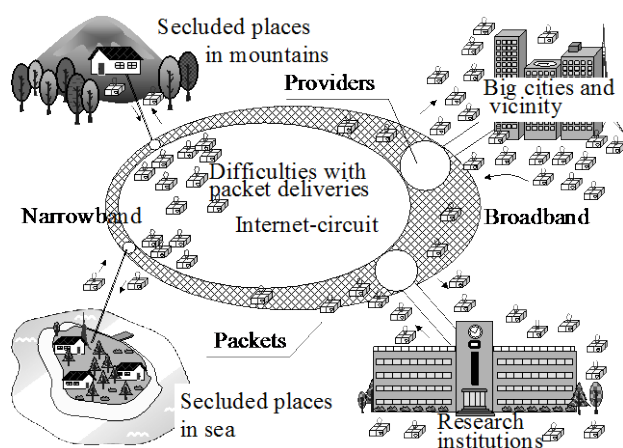 Secluded places
in mountains
Providers
Big cities and
vicinity
Difficulties with
packet deliveries
Narrowband
Internet-circuit
Broadband
Packets
Secluded places
in sea
Research
institutions